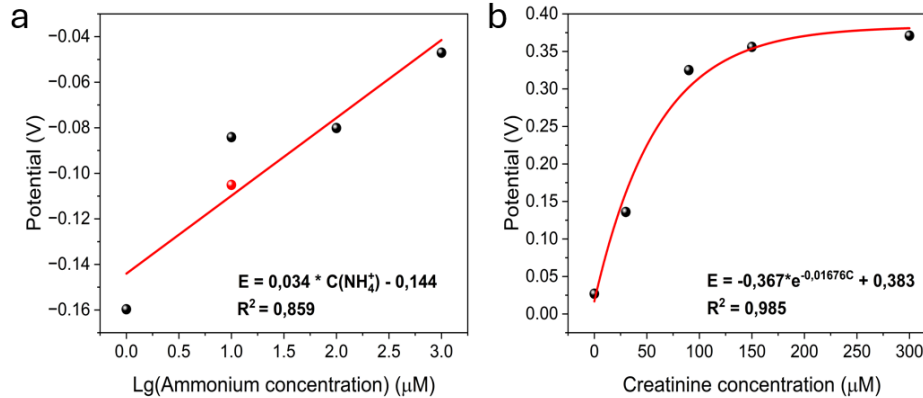 a
Potential (V)
−0.04
−0.06
−0.08
−0.10
−0.12
−0.14
−0.16
E = 0,034 * C(NH₄⁺) - 0,144
R² = 0,859
0.0 0.5 1.0 1.5 2.0 2.5 3.0
Lg(Ammonium concentration) (μM)
b
Potential (V)
0.40
0.35
0.30
0.25
0.20
0.15
0.10
0.05
0.00
E = -0,367*e^-0,01676C + 0,383
R² = 0,985
0 50 100 150 200 250 300
Creatinine concentration (μM)